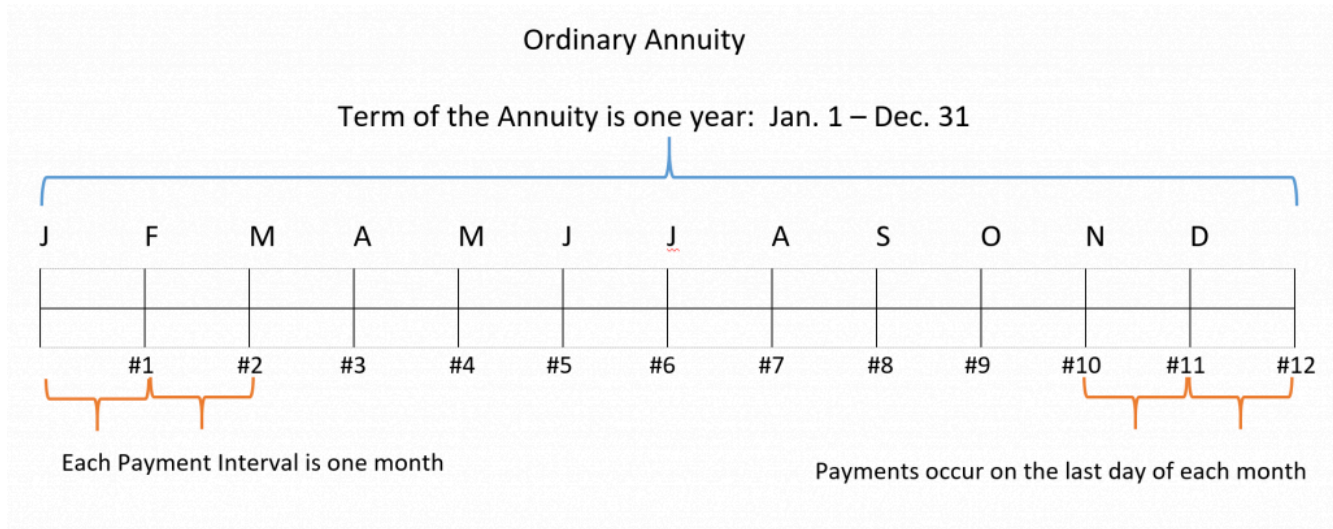 Ordinary Annuity
Term of the Annuity is one year: Jan. 1 – Dec. 31
J F M A M J J A S O N D
#1 #2 #3 #4 #5 #6 #7 #8 #9 #10 #11 #12
Each Payment Interval is one month
Payments occur on the last day of each month